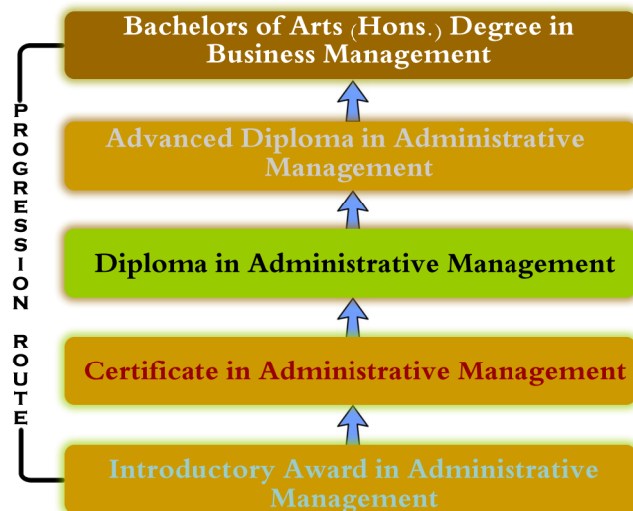 Bachelors of Arts (Hons.) Degree in
Business Management
Advanced Diploma in Administrative
Management
Diploma in Administrative Management
Certificate in Administrative Management
Introductory Award in Administrative
Management
PROGRESSION ROUTE